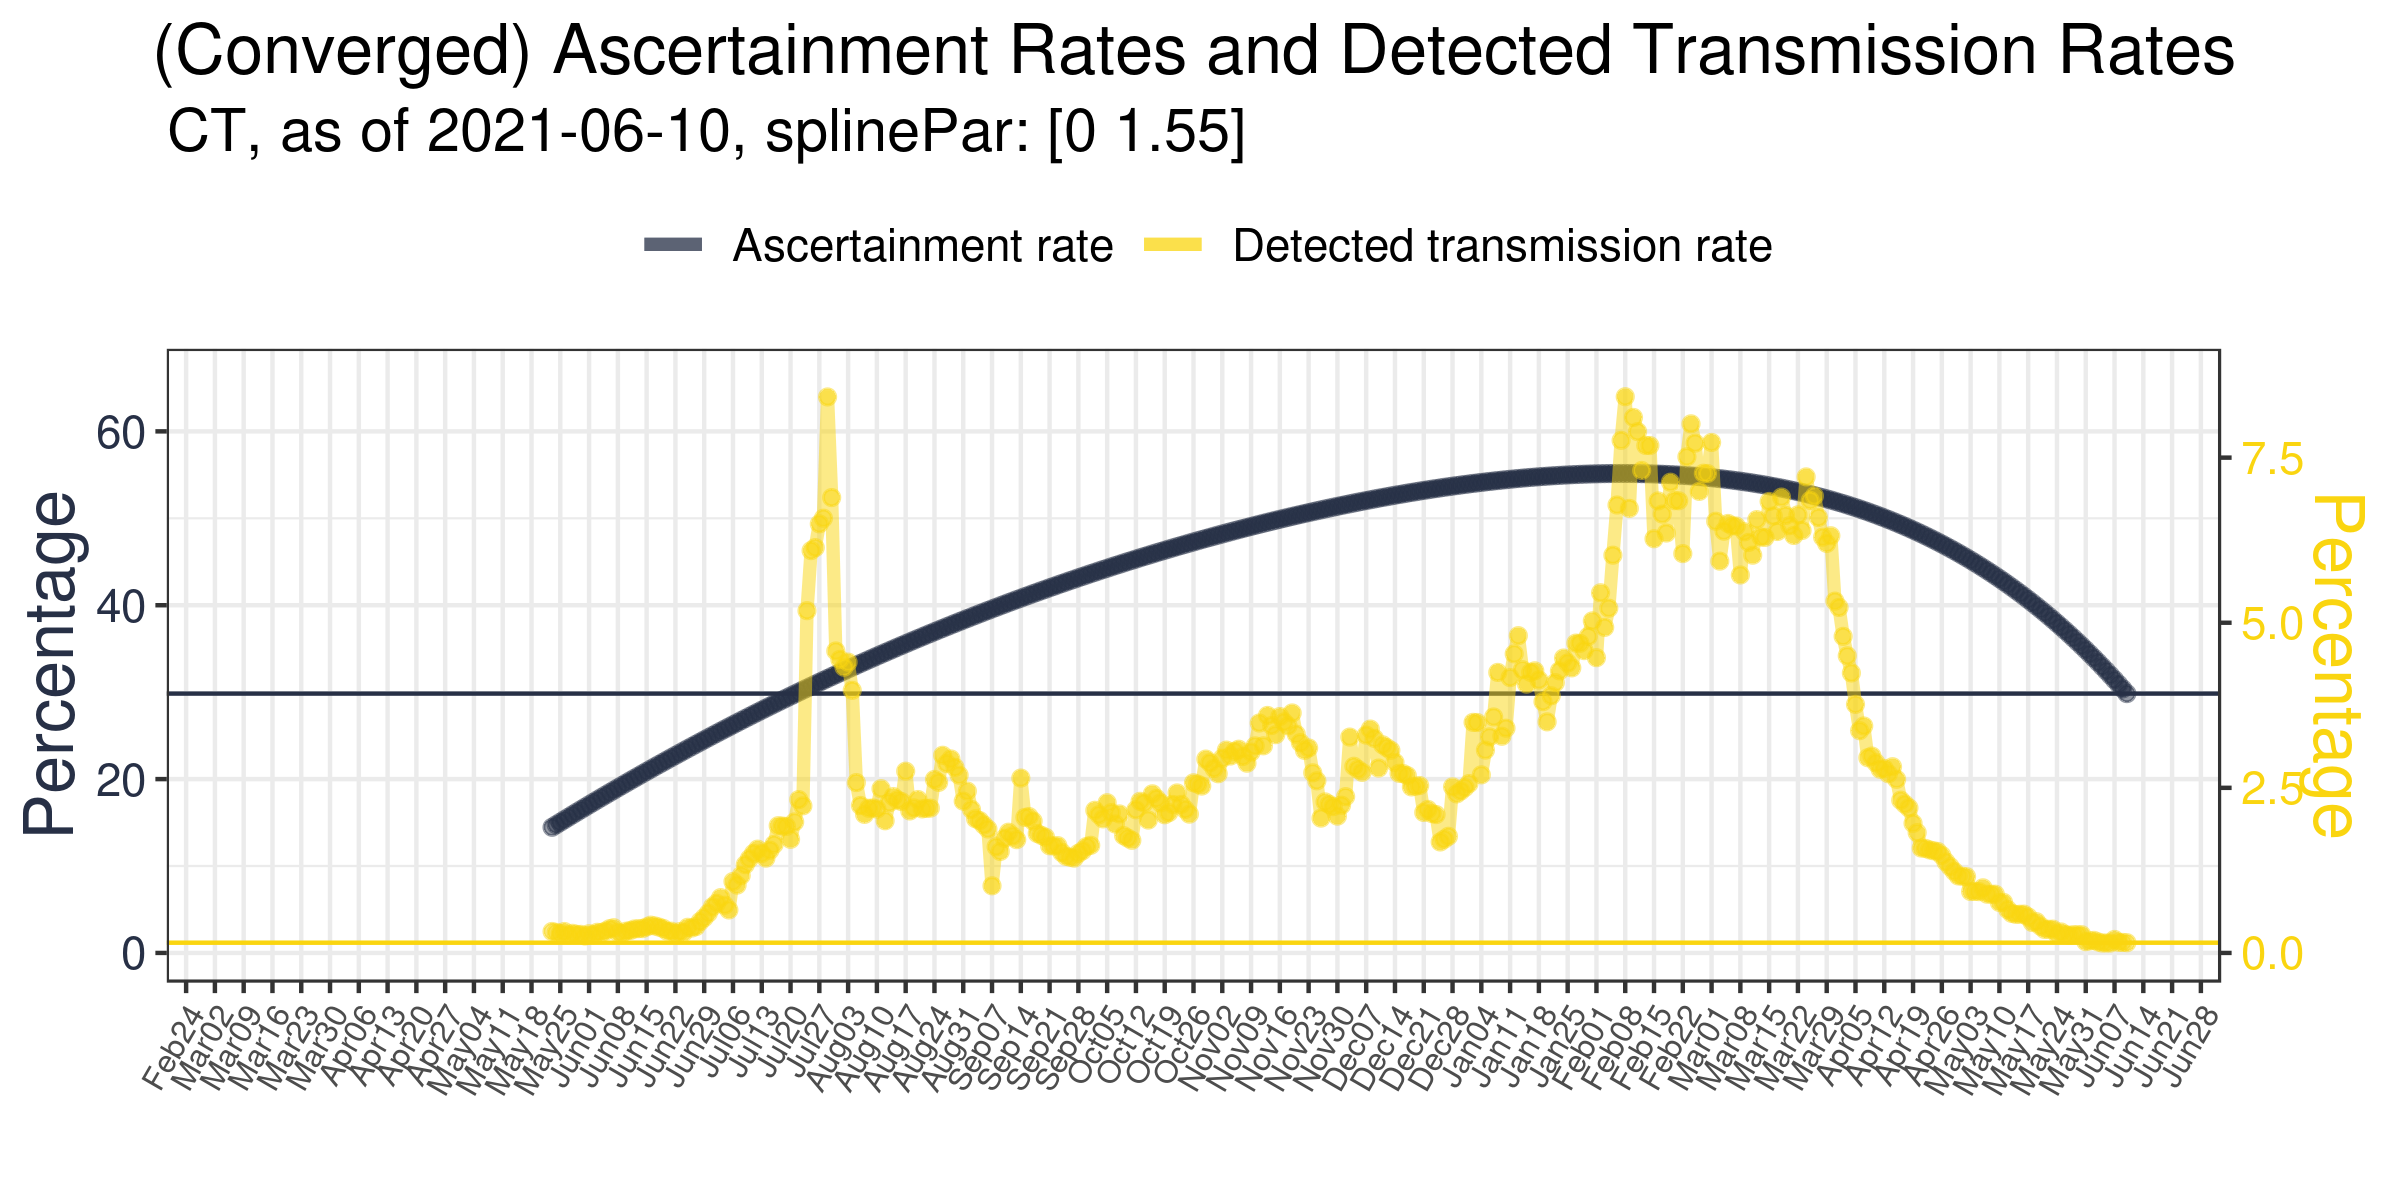 (Converged) Ascertainment Rates and Detected Transmission Rates
CT, as of 2021-06-10, splinePar: [0 1.55]
Ascertainment rate
Detected transmission rate
Percentage
60
40
20
0
7.5
5.0
2.5
0.0
Percentage
Feb24
Mar02
Mar09
Mar16
Mar23
Mar30
Apr06
Apr13
Apr20
Apr27
May04
May11
May18
May25
Jun01
Jun08
Jun15
Jun22
Jun29
Jul06
Jul13
Jul20
Jul27
Aug03
Aug10
Aug17
Aug24
Aug31
Sep07
Sep14
Sep21
Sep28
Oct05
Oct12
Oct19
Oct26
Nov02
Nov09
Nov16
Nov23
Nov30
Dec07
Dec14
Dec21
Dec28
Jan04
Jan11
Jan18
Jan25
Feb01
Feb08
Feb15
Feb22
Mar01
Mar08
Mar15
Mar22
Mar29
Apr05
Apr12
Apr19
Apr26
May03
May10
May17
May24
May31
Jun07
Jun14
Jun21
Jun28